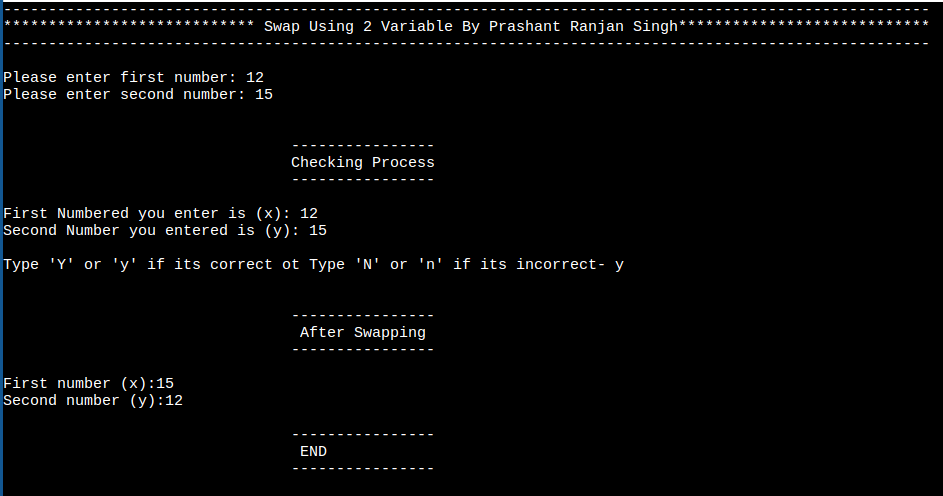 -------------------------------------------------------------------------------------------------------
**************************** Swap Using 2 Variable By Prashant Ranjan Singh****************************
-------------------------------------------------------------------------------------------------------
Please enter first number: 12
Please enter second number: 15
----------------
Checking Process
----------------
First Numbered you enter is (x): 12
Second Number you entered is (y): 15
Type 'Y' or 'y' if its correct ot Type 'N' or 'n' if its incorrect- y
----------------
After Swapping
----------------
First number (x):15
Second number (y):12
----------------
END
----------------